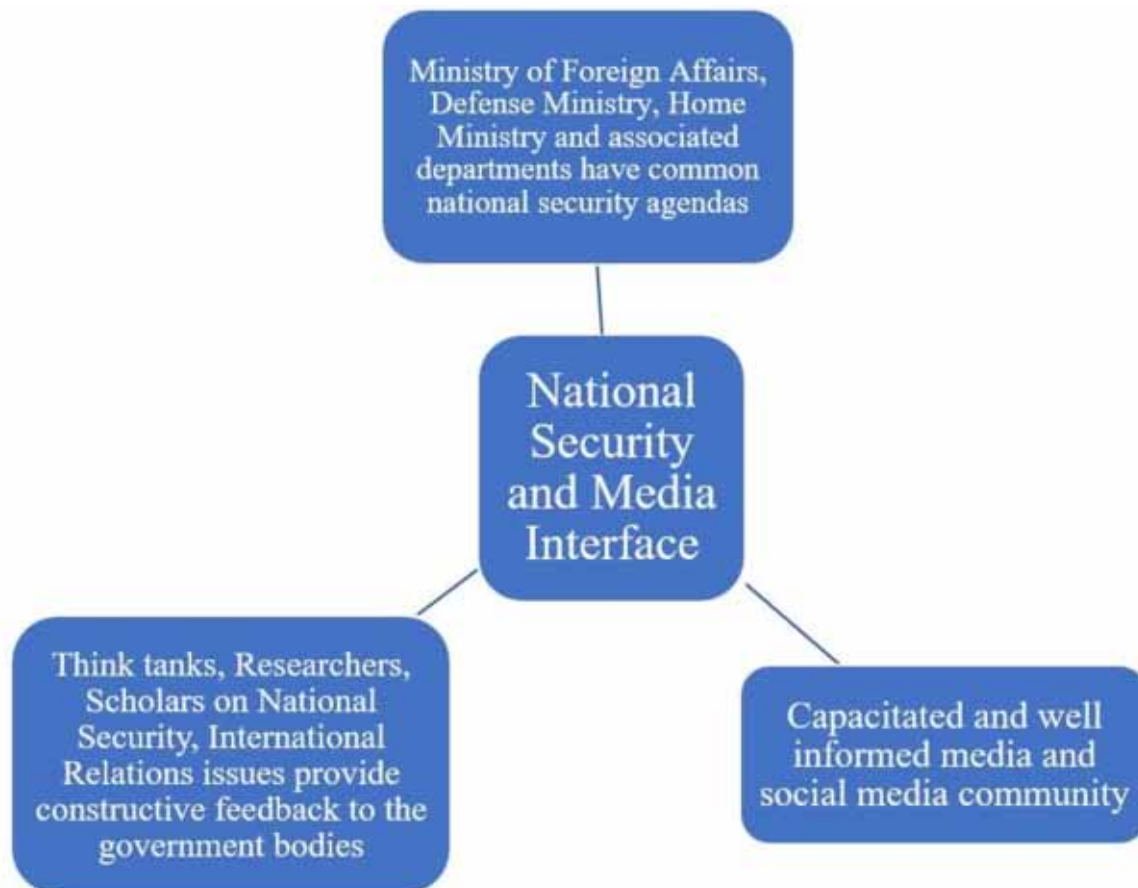 Ministry of Foreign Affairs,
Defense Ministry, Home
Ministry and associated
departments have common
national security agendas
National
Security
and Media
Interface
Think tanks, Researchers,
Scholars on National
Security, International
Relations issues provide
constructive feedback to the
government bodies
Capacitated and well
informed media and
social media community